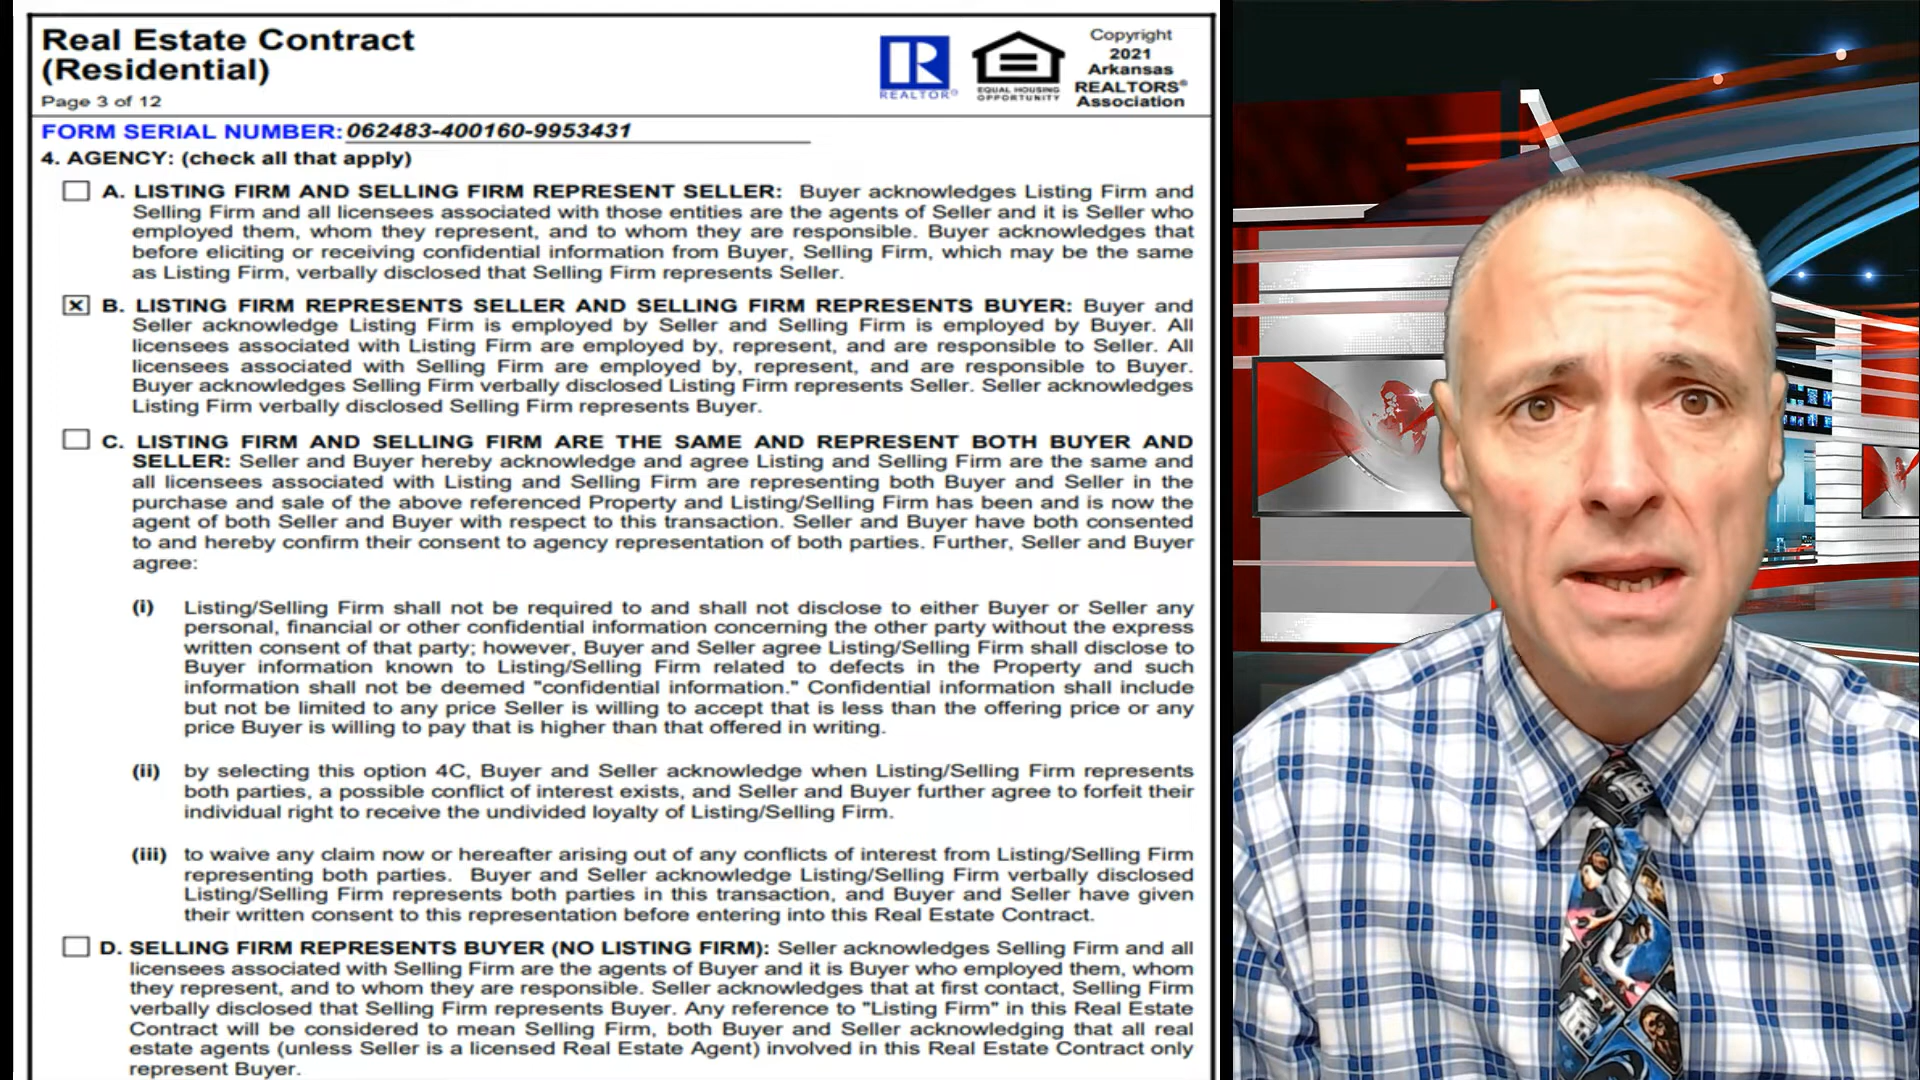 Real Estate Contract
(Residential)
Page 3 of 12
REALTOR®
EQUAL HOUSING
OPPORTUNITY
Copyright
2021
Arkansas
REALTORS®
Association
FORM SERIAL NUMBER: 062483-400160-9953431
4. AGENCY: (check all that apply)
A. LISTING FIRM AND SELLING FIRM REPRESENT SELLER: Buyer acknowledges Listing Firm and
Selling Firm and all licensees associated with those entities are the agents of Seller and it is Seller who
employed them, whom they represent, and to whom they are responsible. Buyer acknowledges that
before eliciting or receiving confidential information from Buyer, Selling Firm, which may be the same
as Listing Firm, verbally disclosed that Selling Firm represents Seller.
x B. LISTING FIRM REPRESENTS SELLER AND SELLING FIRM REPRESENTS BUYER: Buyer and
Seller acknowledge Listing Firm is employed by Seller and Selling Firm is employed by Buyer. All
licensees associated with Listing Firm are employed by, represent, and are responsible to Seller. All
licensees associated with Selling Firm are employed by, represent, and are responsible to Buyer.
Buyer acknowledges Selling Firm verbally disclosed Listing Firm represents Seller. Seller acknowledges
Listing Firm verbally disclosed Selling Firm represents Buyer.
C. LISTING FIRM AND SELLING FIRM ARE THE SAME AND REPRESENT BOTH BUYER AND
SELLER: Seller and Buyer hereby acknowledge and agree Listing and Selling Firm are the same and
all licensees associated with Listing and Selling Firm are representing both Buyer and Seller in the
purchase and sale of the above referenced Property and Listing/Selling Firm has been and is now the
agent of both Seller and Buyer with respect to this transaction. Seller and Buyer have both consented
to and hereby confirm their consent to agency representation of both parties. Further, Seller and Buyer
agree:
(i) Listing/Selling Firm shall not be required to and shall not disclose to either Buyer or Seller any
personal, financial or other confidential information concerning the other party without the express
written consent of that party; however, Buyer and Seller agree Listing/Selling Firm shall disclose to
Buyer information known to Listing/Selling Firm related to defects in the Property and such
information shall not be deemed "confidential information." Confidential information shall include
but not be limited to any price Seller is willing to accept that is less than the offering price or any
price Buyer is willing to pay that is higher than that offered in writing.
(ii) by selecting this option 4C, Buyer and Seller acknowledge when Listing/Selling Firm represents
both parties, a possible conflict of interest exists, and Seller and Buyer further agree to forfeit their
individual right to receive the undivided loyalty of Listing/Selling Firm.
(iii) to waive any claim now or hereafter arising out of any conflicts of interest from Listing/Selling Firm
representing both parties. Buyer and Seller acknowledge Listing/Selling Firm verbally disclosed
Listing/Selling Firm represents both parties in this transaction, and Buyer and Seller have given
their written consent to this representation before entering into this Real Estate Contract.
D. SELLING FIRM REPRESENTS BUYER (NO LISTING FIRM): Seller acknowledges Selling Firm and all
licensees associated with Selling Firm are the agents of Buyer and it is Buyer who employed them, whom
they represent, and to whom they are responsible. Seller acknowledges that at first contact, Selling Firm
verbally disclosed that Selling Firm represents Buyer. Any reference to "Listing Firm" in this Real Estate
Contract will be considered to mean Selling Firm, both Buyer and Seller acknowledging that all real
estate agents (unless Seller is a licensed Real Estate Agent) involved in this Real Estate Contract only
represent Buyer.